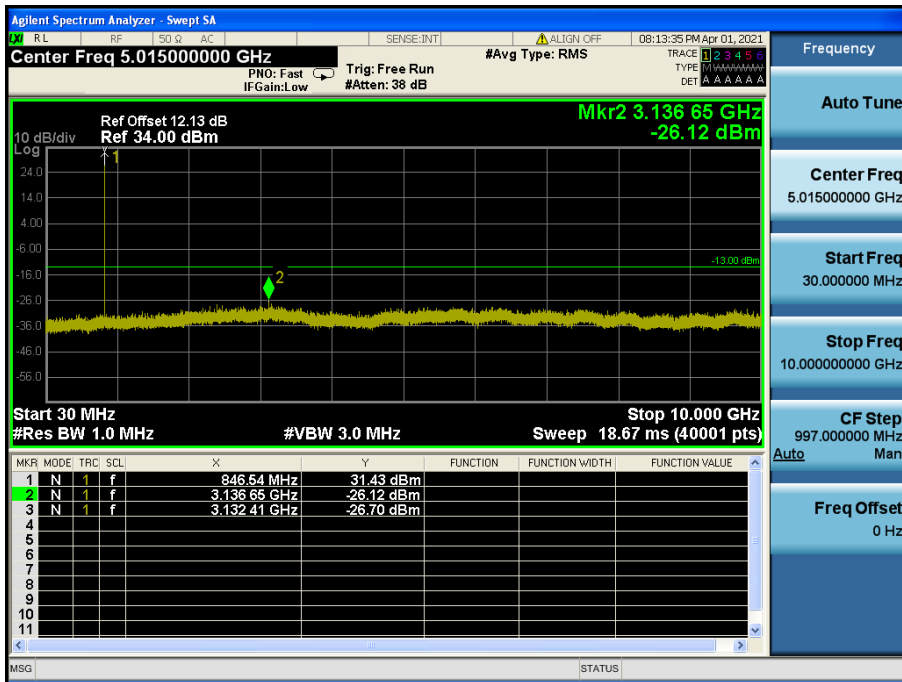 Agilent Spectrum Analyzer - Swept SA
LXI RL RF 50 Ω AC SENSE:INT ALIGN OFF 08:13:35 PM Apr 01, 2021
Center Freq 5.015000000 GHz
PNO: Fast
IFGain:Low
Trig: Free Run
#Atten: 38 dB
#Avg Type: RMS
TRACE 1 2 3 4 5 6
TYPE M W W W W W
DET A A A A A A
Mkr2 3.136 65 GHz
-26.12 dBm
Ref Offset 12.13 dB
10 dB/div Ref 34.00 dBm
Log
1
24.0
14.0
4.00
-6.00
-13.00 dBm
-16.0
2
-26.0
-36.0
-46.0
-56.0
Start 30 MHz Stop 10.000 GHz
#Res BW 1.0 MHz #VBW 3.0 MHz Sweep 18.67 ms (40001 pts)
MKR MODE TRC SCL X Y FUNCTION FUNCTION WIDTH FUNCTION VALUE
1 N 1 f 846.54 MHz 31.43 dBm
2 N 1 f 3.136 65 GHz -26.12 dBm
3 N 1 f 3.132 41 GHz -26.70 dBm
4
5
6
7
8
9
10
11
MSG STATUS
Frequency
Auto Tune
Center Freq
5.015000000 GHz
Start Freq
30.000000 MHz
Stop Freq
10.000000000 GHz
CF Step
997.000000 MHz
Auto Man
Freq Offset
0 Hz